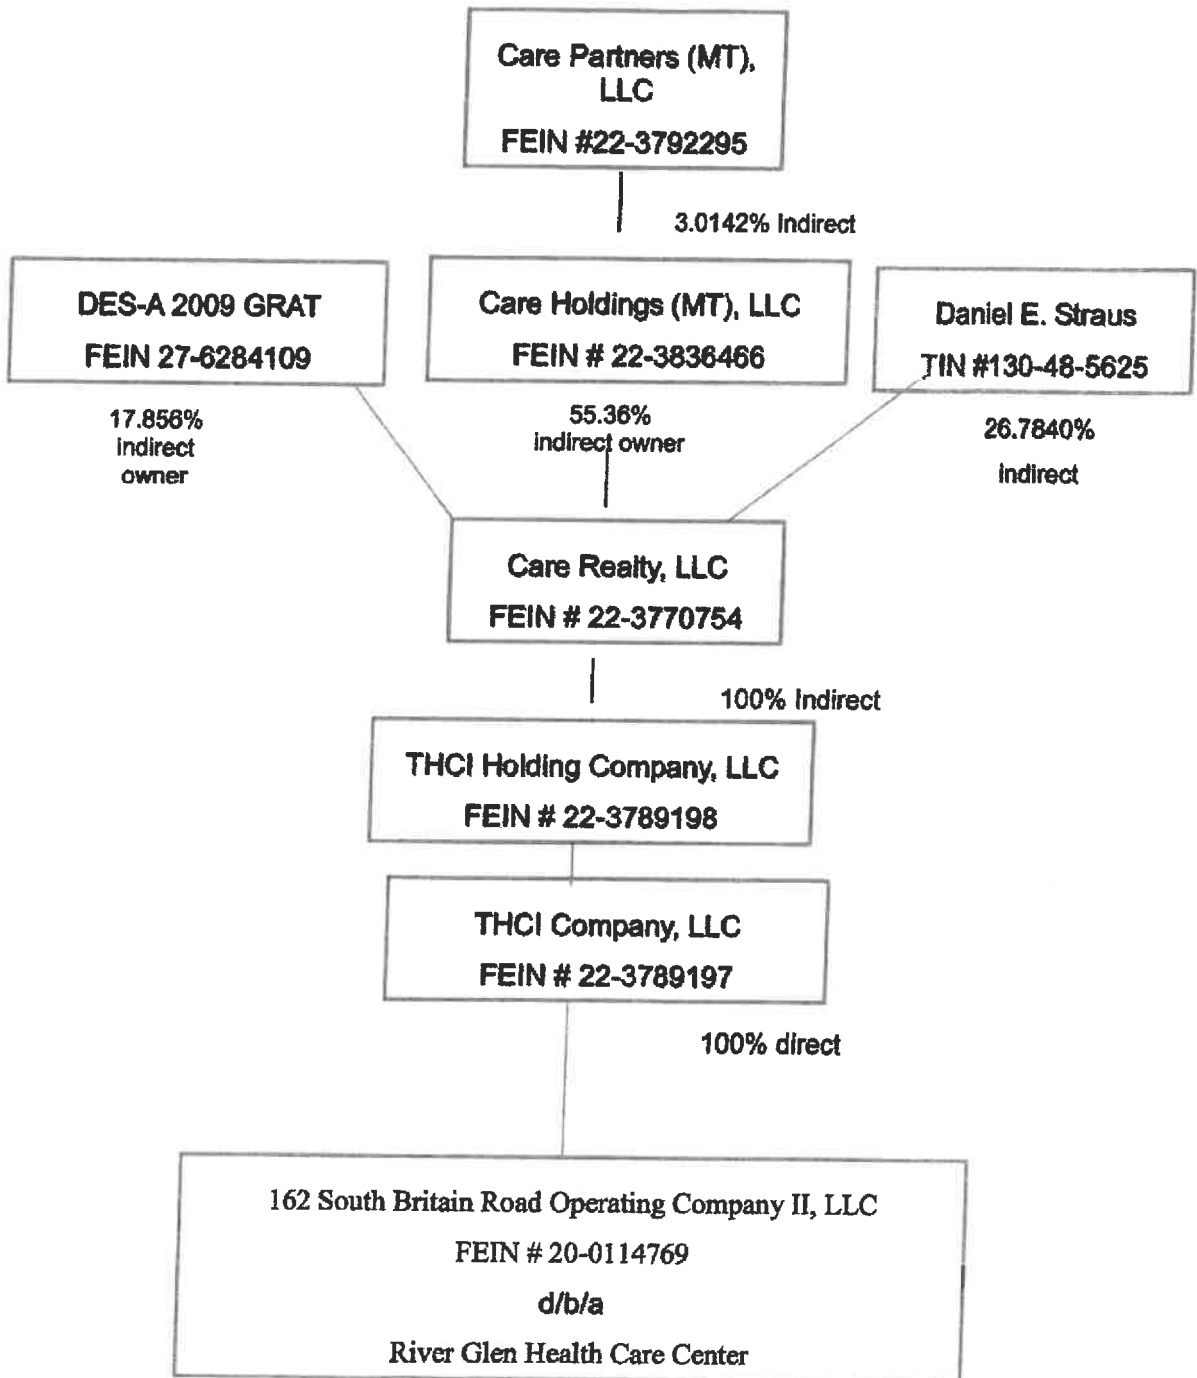 Care Partners (MT),
LLC
FEIN #22-3792295
3.0142% Indirect
DES-A 2009 GRAT
FEIN 27-6284109
Care Holdings (MT), LLC
FEIN # 22-3836466
Daniel E. Straus
TIN #130-48-5625
17.856%
indirect
owner
55.36%
indirect owner
26.7840%
Indirect
Care Realty, LLC
FEIN # 22-3770754
100% Indirect
THCI Holding Company, LLC
FEIN # 22-3789198
THCI Company, LLC
FEIN # 22-3789197
100% direct
162 South Britain Road Operating Company II, LLC
FEIN # 20-0114769
d/b/a
River Glen Health Care Center